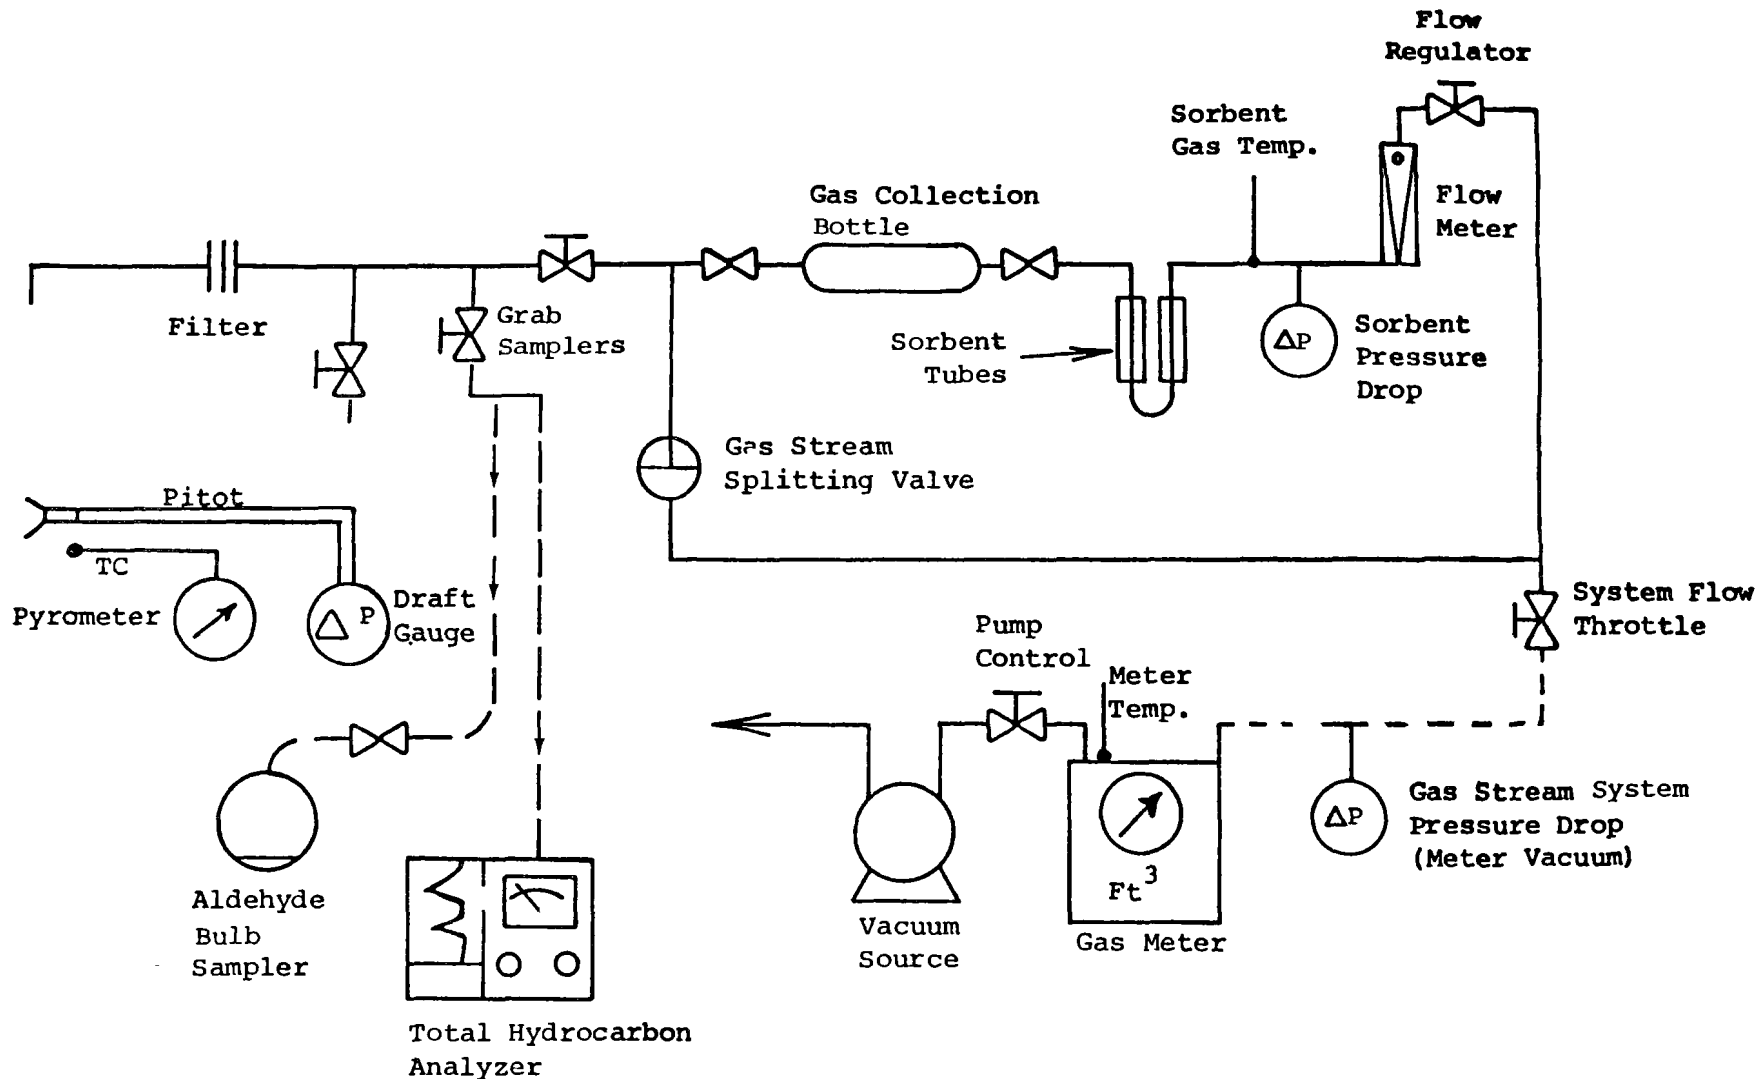 Flow
Regulator
Sorbent
Gas Temp.
Flow
Meter
Gas Collection
Bottle
Filter
Grab
Samplers
Sorbent
Tubes
ΔP
Sorbent
Pressure
Drop
Gas Stream
Splitting Valve
Pitot
TC
Pyrometer
Δ P
Draft
Gauge
System Flow
Throttle
Pump
Control
Meter
Temp.
ΔP
Gas Stream System
Pressure Drop
(Meter Vacuum)
Ft³
Gas Meter
Vacuum
Source
Aldehyde
Bulb
Sampler
Total Hydrocarbon
Analyzer